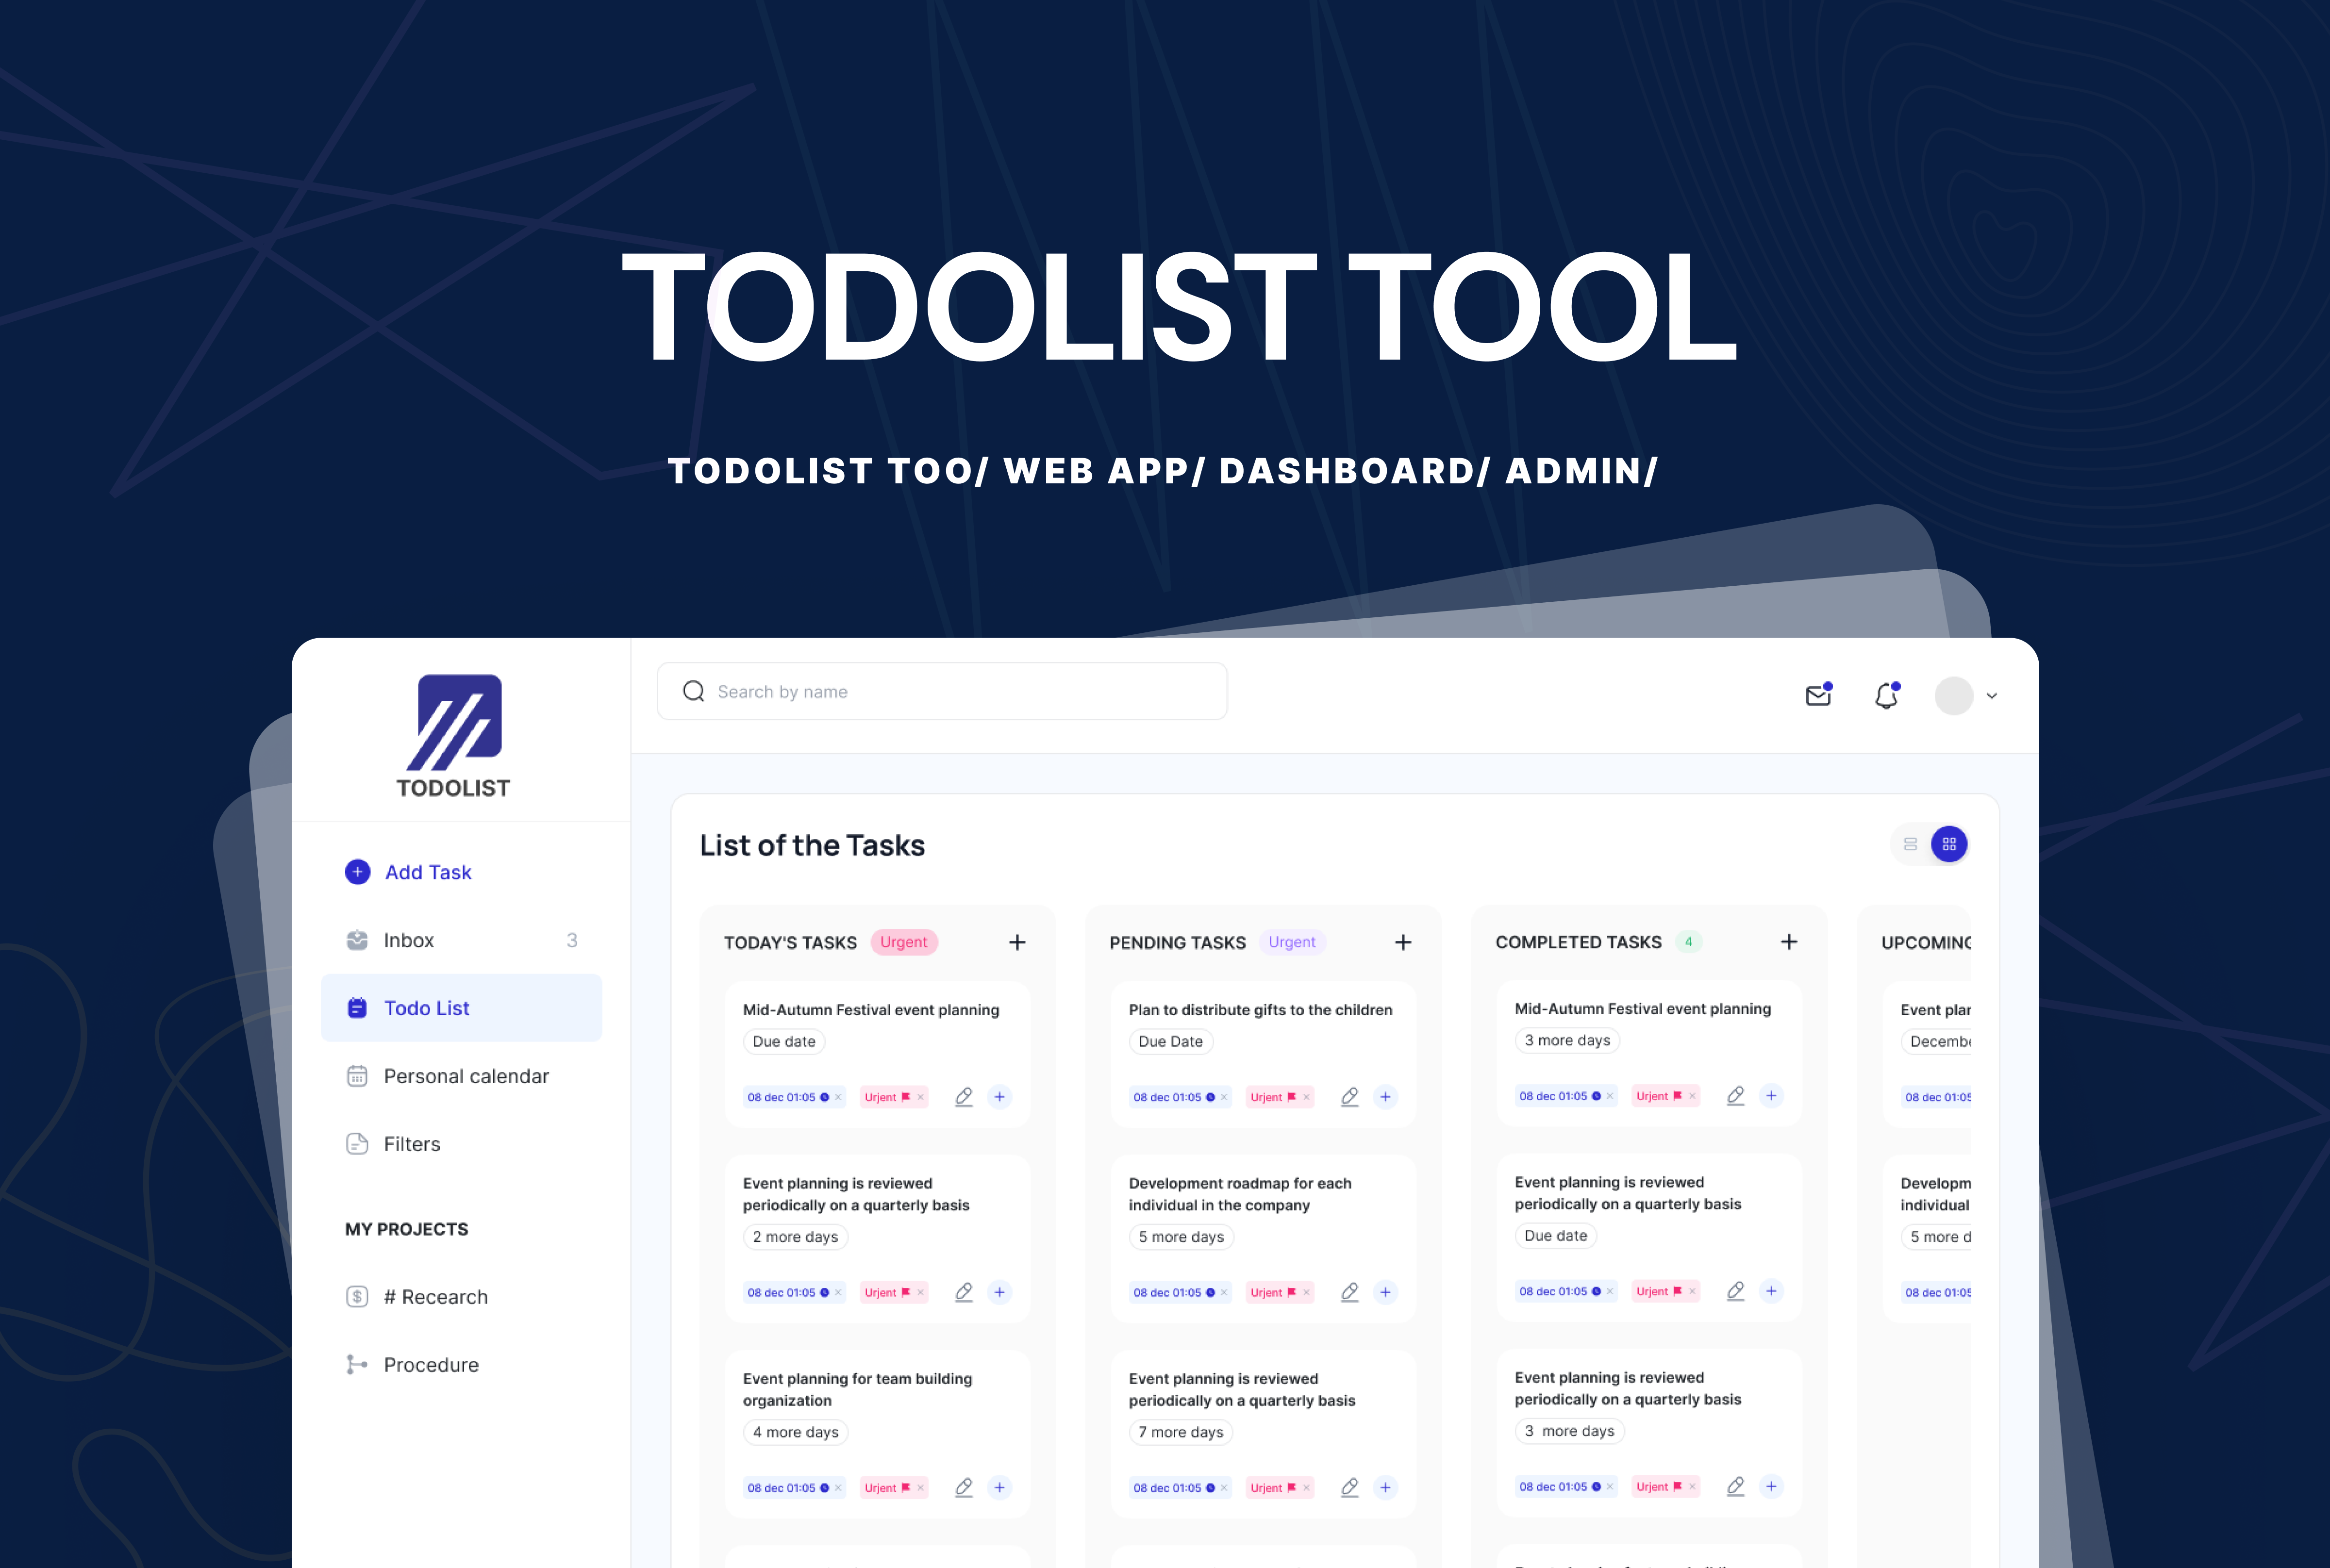 TODOLIST TOOL
TODOLIST TOO/ WEB APP/ DASHBOARD/ ADMIN/
TODOLIST
Search by name
Add Task
Inbox 3
Todo List
Personal calendar
Filters
MY PROJECTS
# Recearch
Procedure
List of the Tasks
TODAY'S TASKS Urgent
Mid-Autumn Festival event planning
Due date
08 dec 01:05 Urjent
Event planning is reviewed
periodically on a quarterly basis
2 more days
08 dec 01:05 Urjent
Event planning for team building
organization
4 more days
08 dec 01:05 Urjent
PENDING TASKS Urgent
Plan to distribute gifts to the children
Due Date
08 dec 01:05 Urjent
Development roadmap for each
individual in the company
5 more days
08 dec 01:05 Urjent
Event planning is reviewed
periodically on a quarterly basis
7 more days
08 dec 01:05 Urjent
COMPLETED TASKS 4
Mid-Autumn Festival event planning
3 more days
08 dec 01:05 Urjent
Event planning is reviewed
periodically on a quarterly basis
Due date
08 dec 01:05 Urjent
Event planning is reviewed
periodically on a quarterly basis
3 more days
08 dec 01:05 Urjent
UPCOMING
Event plan
Decembe
08 dec 01:05
Developm
individual
5 more d
08 dec 01:05